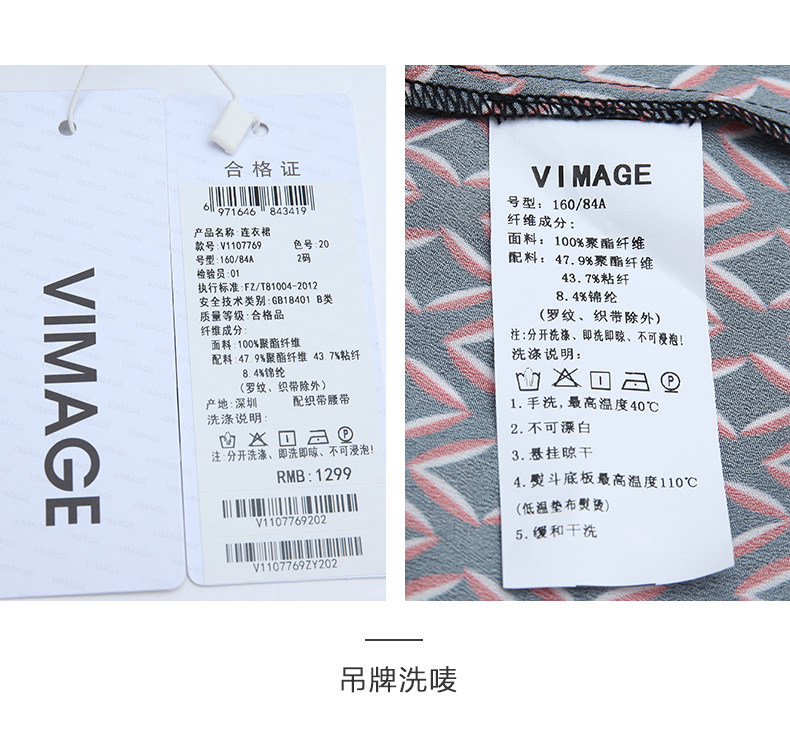 VIMAGE
合格证
6 971646 843419
产品名称:连衣裙
款号:V1107769 色号:20
号型:160/84A 2码
检验员:01
执行标准:FZ/T81004-2012
安全技术类别:GB18401 B类
质量等级:合格品
纤维成分:
面料:100%聚酯纤维
配料:47.9%聚酯纤维 43.7%粘纤
8.4%锦纶
(罗纹、织带除外)
产地:深圳 配织带腰带
洗涤说明:
注:分开洗涤、即洗即晾、不可浸泡!
RMB:1299
V1107769202
V1107769ZY202
VIMAGE
号型:160/84A
纤维成分:
面料:100%聚酯纤维
配料:47.9%聚酯纤维
43.7%粘纤
8.4%锦纶
(罗纹、织带除外)
注:分开洗涤、即洗即晾、不可浸泡!
洗涤说明:
1.手洗,最高温度40℃
2.不可漂白
3.悬挂晾干
4.熨斗底板最高温度110℃
(低温垫布熨烫)
5.缓和干洗
吊牌洗唛